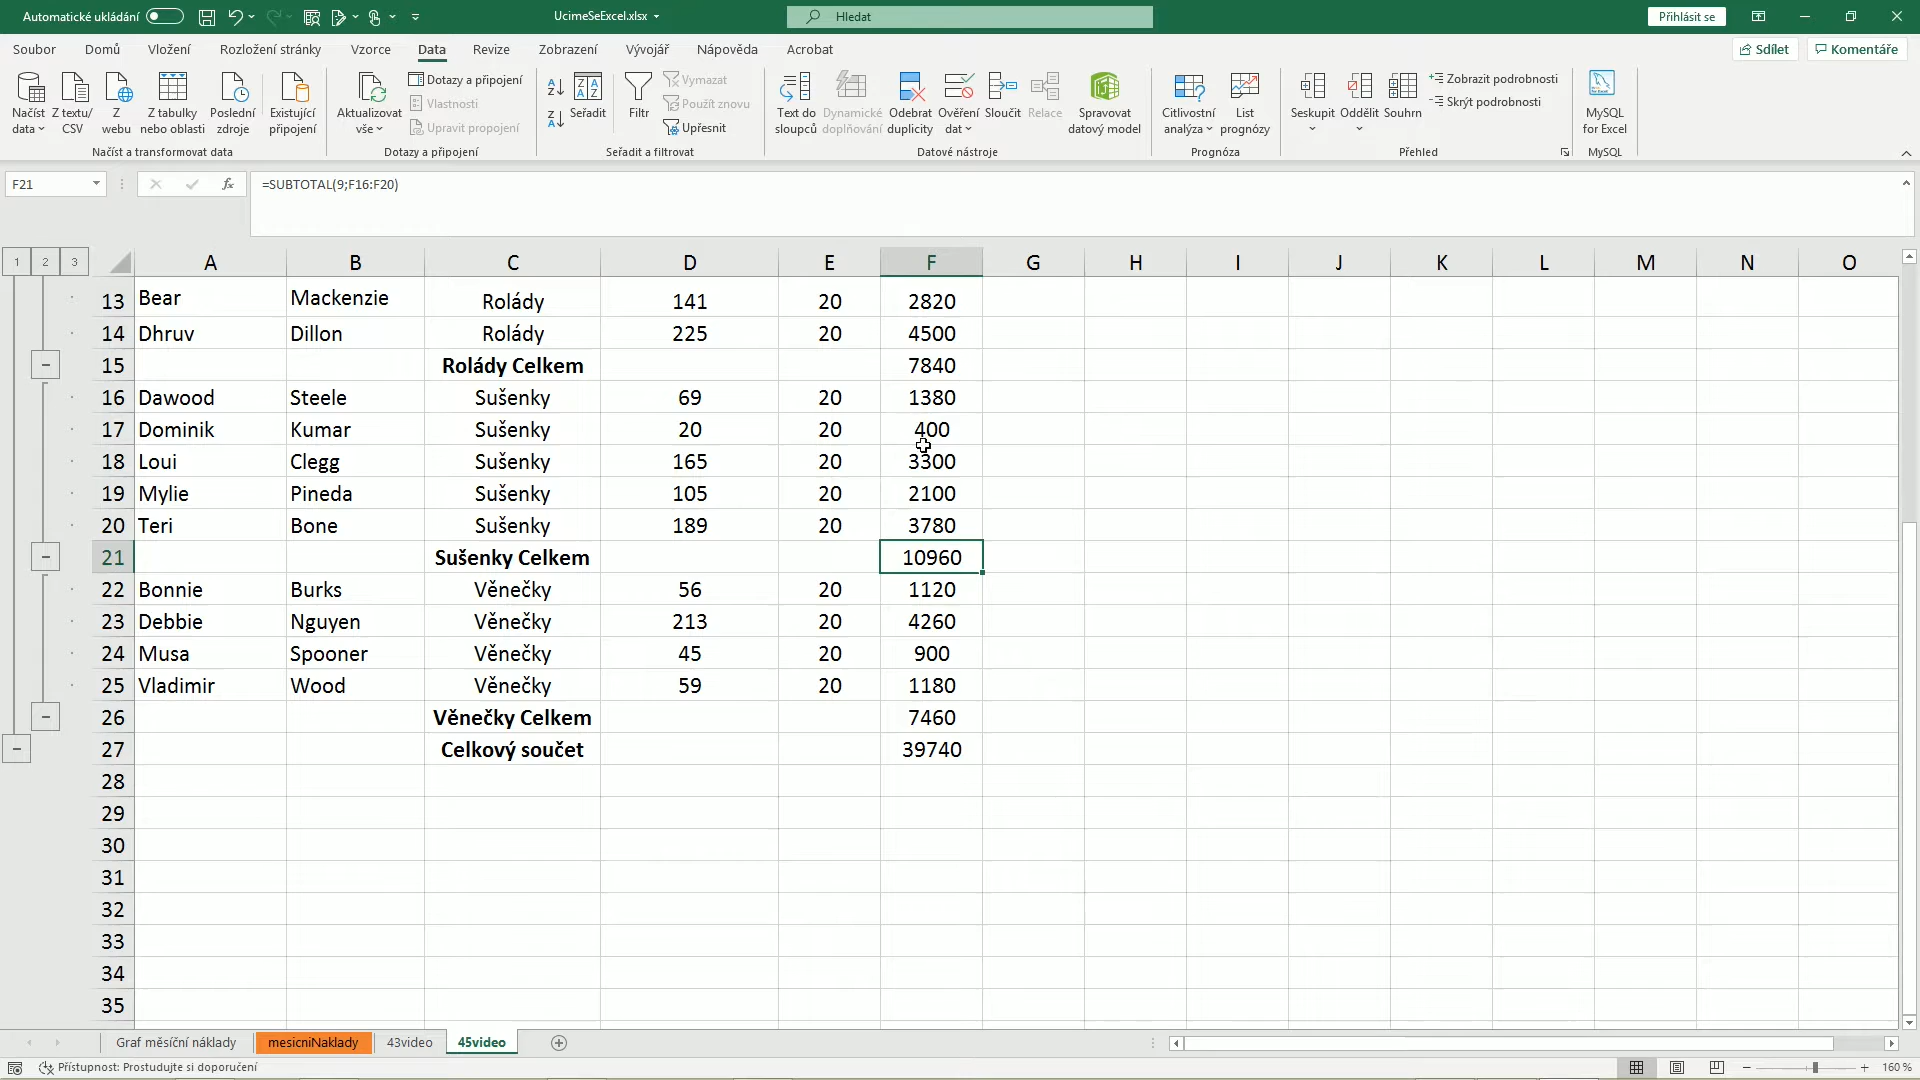 Automatické ukládání
UcimeSeExcel.xlsx
Hledat
Přihlásit se
Soubor Domů Vložení Rozložení stránky Vzorce Data Revize Zobrazení Vývojář Nápověda Acrobat
Sdílet Komentáře
Načíst data
Z textu/ CSV
Z webu
Z tabulky nebo oblasti
Poslední zdroje
Existující připojení
Načíst a transformovat data
Aktualizovat vše
Dotazy a připojení
Vlastnosti
Upravit propojení
Dotazy a připojení
Seřadit
Filtr
Vymazat
Použít znovu
Upřesnit
Seřadit a filtrovat
Text do sloupců
Dynamické doplňování
Odebrat duplicity
Ověření dat
Sloučit
Relace
Spravovat datový model
Datové nástroje
Citlivostní analýza
List prognózy
Prognóza
Seskupit
Oddělit
Souhrn
Zobrazit podrobnosti
Skrýt podrobnosti
Přehled
MySQL for Excel
MySQL
F21
fx
=SUBTOTAL(9;F16:F20)
1 2 3
A B C D E F G H I J K L M N O
13 Bear Mackenzie Rolády 141 20 2820
14 Dhruv Dillon Rolády 225 20 4500
15 Rolády Celkem 7840
16 Dawood Steele Sušenky 69 20 1380
17 Dominik Kumar Sušenky 20 20 400
18 Loui Clegg Sušenky 165 20 3300
19 Mylie Pineda Sušenky 105 20 2100
20 Teri Bone Sušenky 189 20 3780
21 Sušenky Celkem 10960
22 Bonnie Burks Věnečky 56 20 1120
23 Debbie Nguyen Věnečky 213 20 4260
24 Musa Spooner Věnečky 45 20 900
25 Vladimir Wood Věnečky 59 20 1180
26 Věnečky Celkem 7460
27 Celkový součet 39740
28
29
30
31
32
33
34
35
Graf měsíční náklady mesicniNaklady 43video 45video
Přístupnost: Prostudujte si doporučení
160 %